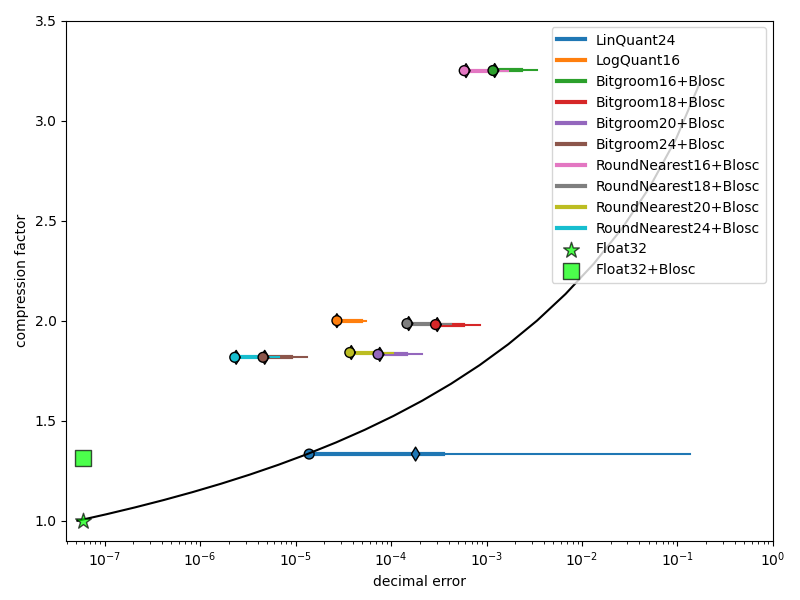 3.5
3.0
2.5
2.0
1.5
1.0
compression factor
LinQuant24
LogQuant16
Bitgroom16+Blosc
Bitgroom18+Blosc
Bitgroom20+Blosc
Bitgroom24+Blosc
RoundNearest16+Blosc
RoundNearest18+Blosc
RoundNearest20+Blosc
RoundNearest24+Blosc
Float32
Float32+Blosc
10⁻⁷ 10⁻⁶ 10⁻⁵ 10⁻⁴ 10⁻³ 10⁻² 10⁻¹ 10⁰
decimal error